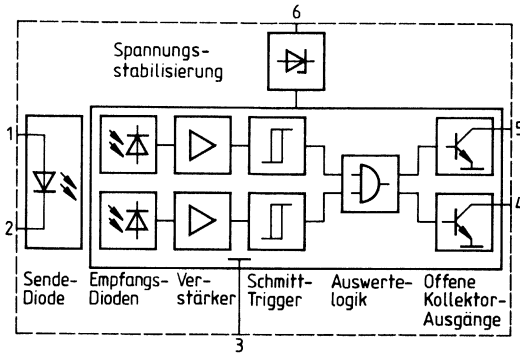 6
Spannungs-
stabilisierung
1
5
2
4
Sende-
Diode
Empfangs-
Dioden
Ver-
stärker
Schmitt-
Trigger
Auswerte-
logik
Offene
Kollektor-
Ausgänge
3